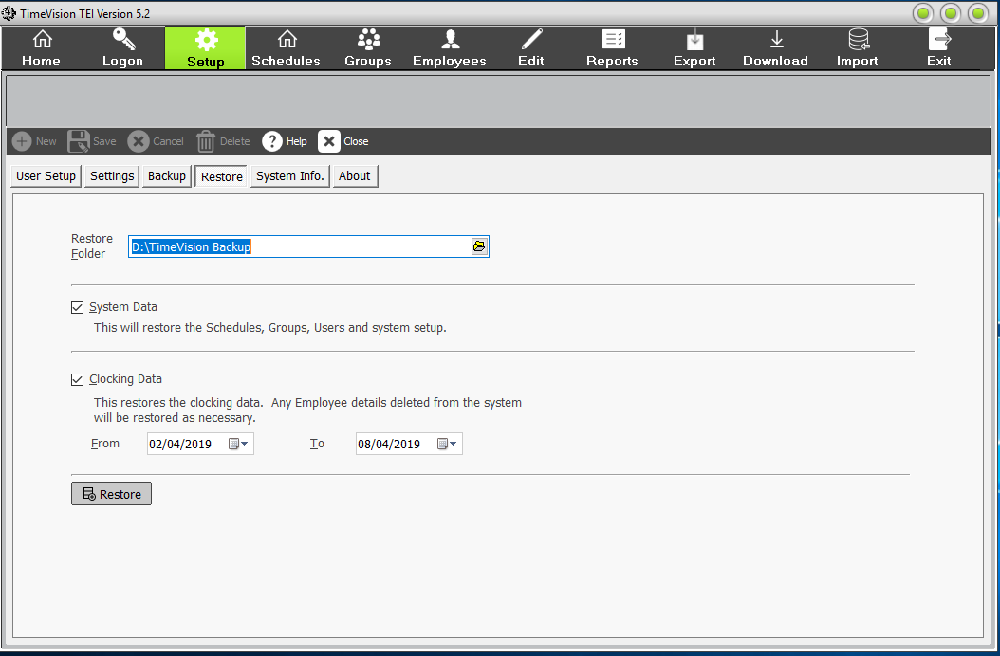 TimeVision TEI Version 5.2
Home Logon Setup Schedules Groups Employees Edit Reports Export Download Import Exit
New Save Cancel Delete Help Close
User Setup Settings Backup Restore System Info. About
Restore
Folder
D:\TimeVision Backup
System Data
This will restore the Schedules, Groups, Users and system setup.
Clocking Data
This restores the clocking data. Any Employee details deleted from the system
will be restored as necessary.
From 02/04/2019 To 08/04/2019
Restore